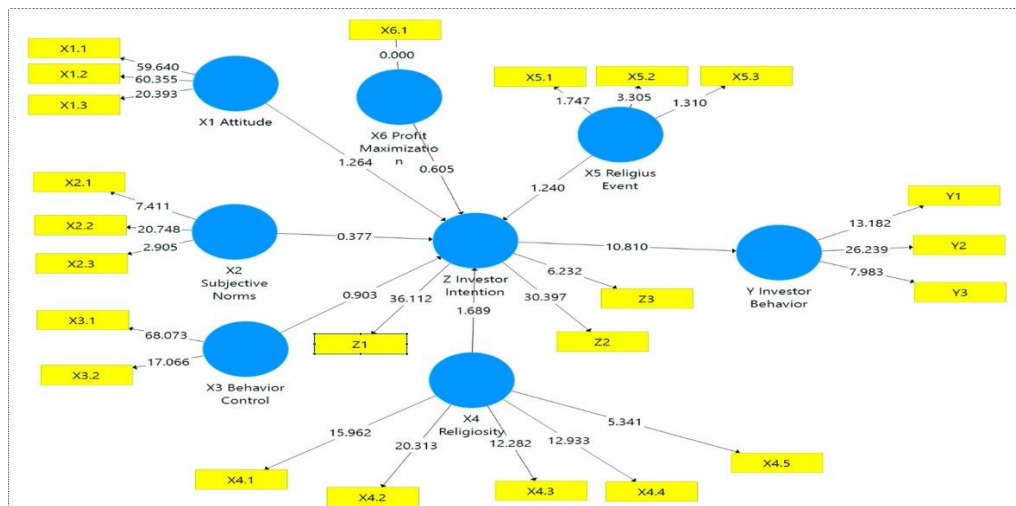 X6.1
0.000
X1.1
59.640
X1.2
60.355
X1.3
20.393
X1 Attitude
X6 Profit
Maximizatio
n
X5.1
X5.2
X5.3
1.747
3.305
1.310
X5 Religius
Event
1.264
0.605
1.240
X2.1
7.411
X2.2
20.748
X2.3
2.905
X2
Subjective
Norms
0.377
Z Investor
Intention
10.810
Y1
13.182
Y2
26.239
Y3
7.983
Y Investor
Behavior
X3.1
68.073
X3.2
17.066
X3 Behavior
Control
0.903
36.112
1.689
6.232
30.397
Z1
Z2
Z3
X4
Religiosity
15.962
20.313
12.282
12.933
5.341
X4.1
X4.2
X4.3
X4.4
X4.5